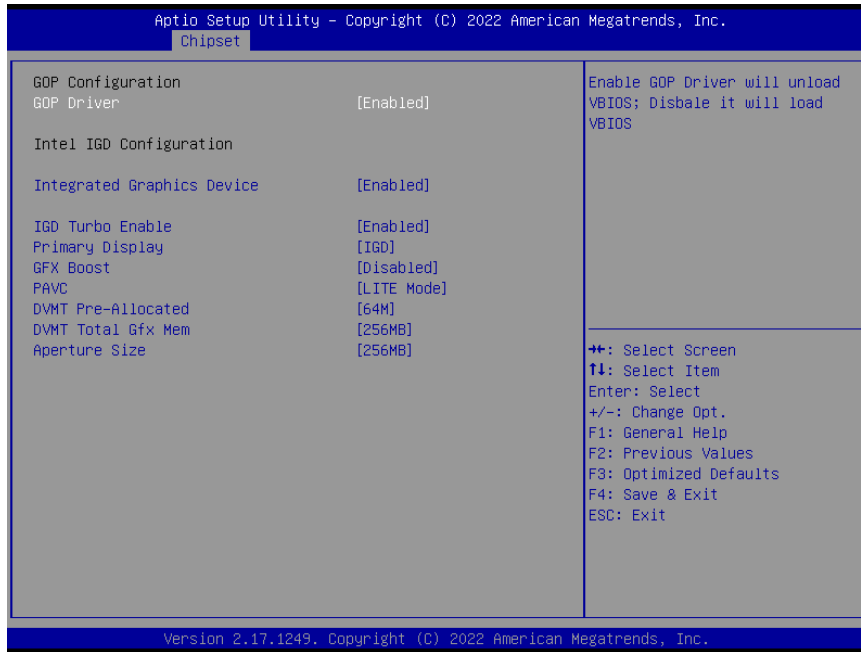 Aptio Setup Utility – Copyright (C) 2022 American Megatrends, Inc.
Chipset
GOP Configuration
GOP Driver [Enabled]
Intel IGD Configuration
Integrated Graphics Device [Enabled]
IGD Turbo Enable [Enabled]
Primary Display [IGD]
GFX Boost [Disabled]
PAVC [LITE Mode]
DVMT Pre-Allocated [64M]
DVMT Total Gfx Mem [256MB]
Aperture Size [256MB]
Enable GOP Driver will unload
VBIOS; Disbale it will load
VBIOS
→←: Select Screen
↑↓: Select Item
Enter: Select
+/-: Change Opt.
F1: General Help
F2: Previous Values
F3: Optimized Defaults
F4: Save & Exit
ESC: Exit
Version 2.17.1249. Copyright (C) 2022 American Megatrends, Inc.